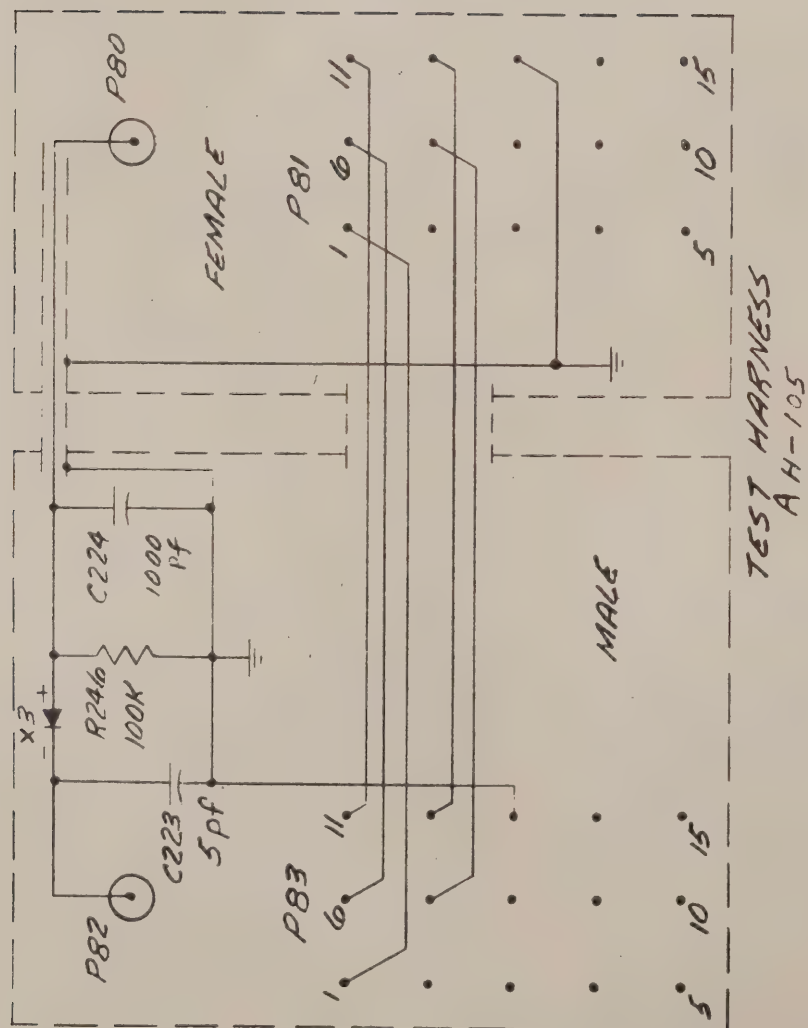 P80
FEMALE
P81
1
6
11
5
10
15
C224
1000
Pf
X3
+
-
R246
100K
C223
5pf
P82
P83
1
6
11
5
10
15
MALE
TEST HARNESS
AH-105